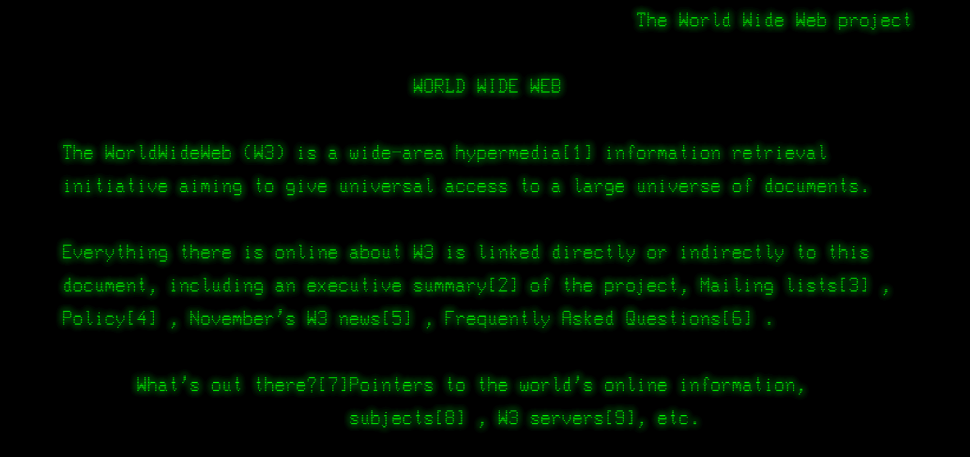 The World Wide Web project
WORLD WIDE WEB
The WorldWideWeb (W3) is a wide-area hypermedia[1] information retrieval
initiative aiming to give universal access to a large universe of documents.
Everything there is online about W3 is linked directly or indirectly to this
document, including an executive summary[2] of the project, Mailing lists[3] ,
Policy[4] , November's W3 news[5] , Frequently Asked Questions[6] .
What's out there?[7]Pointers to the world's online information,
subjects[8] , W3 servers[9], etc.